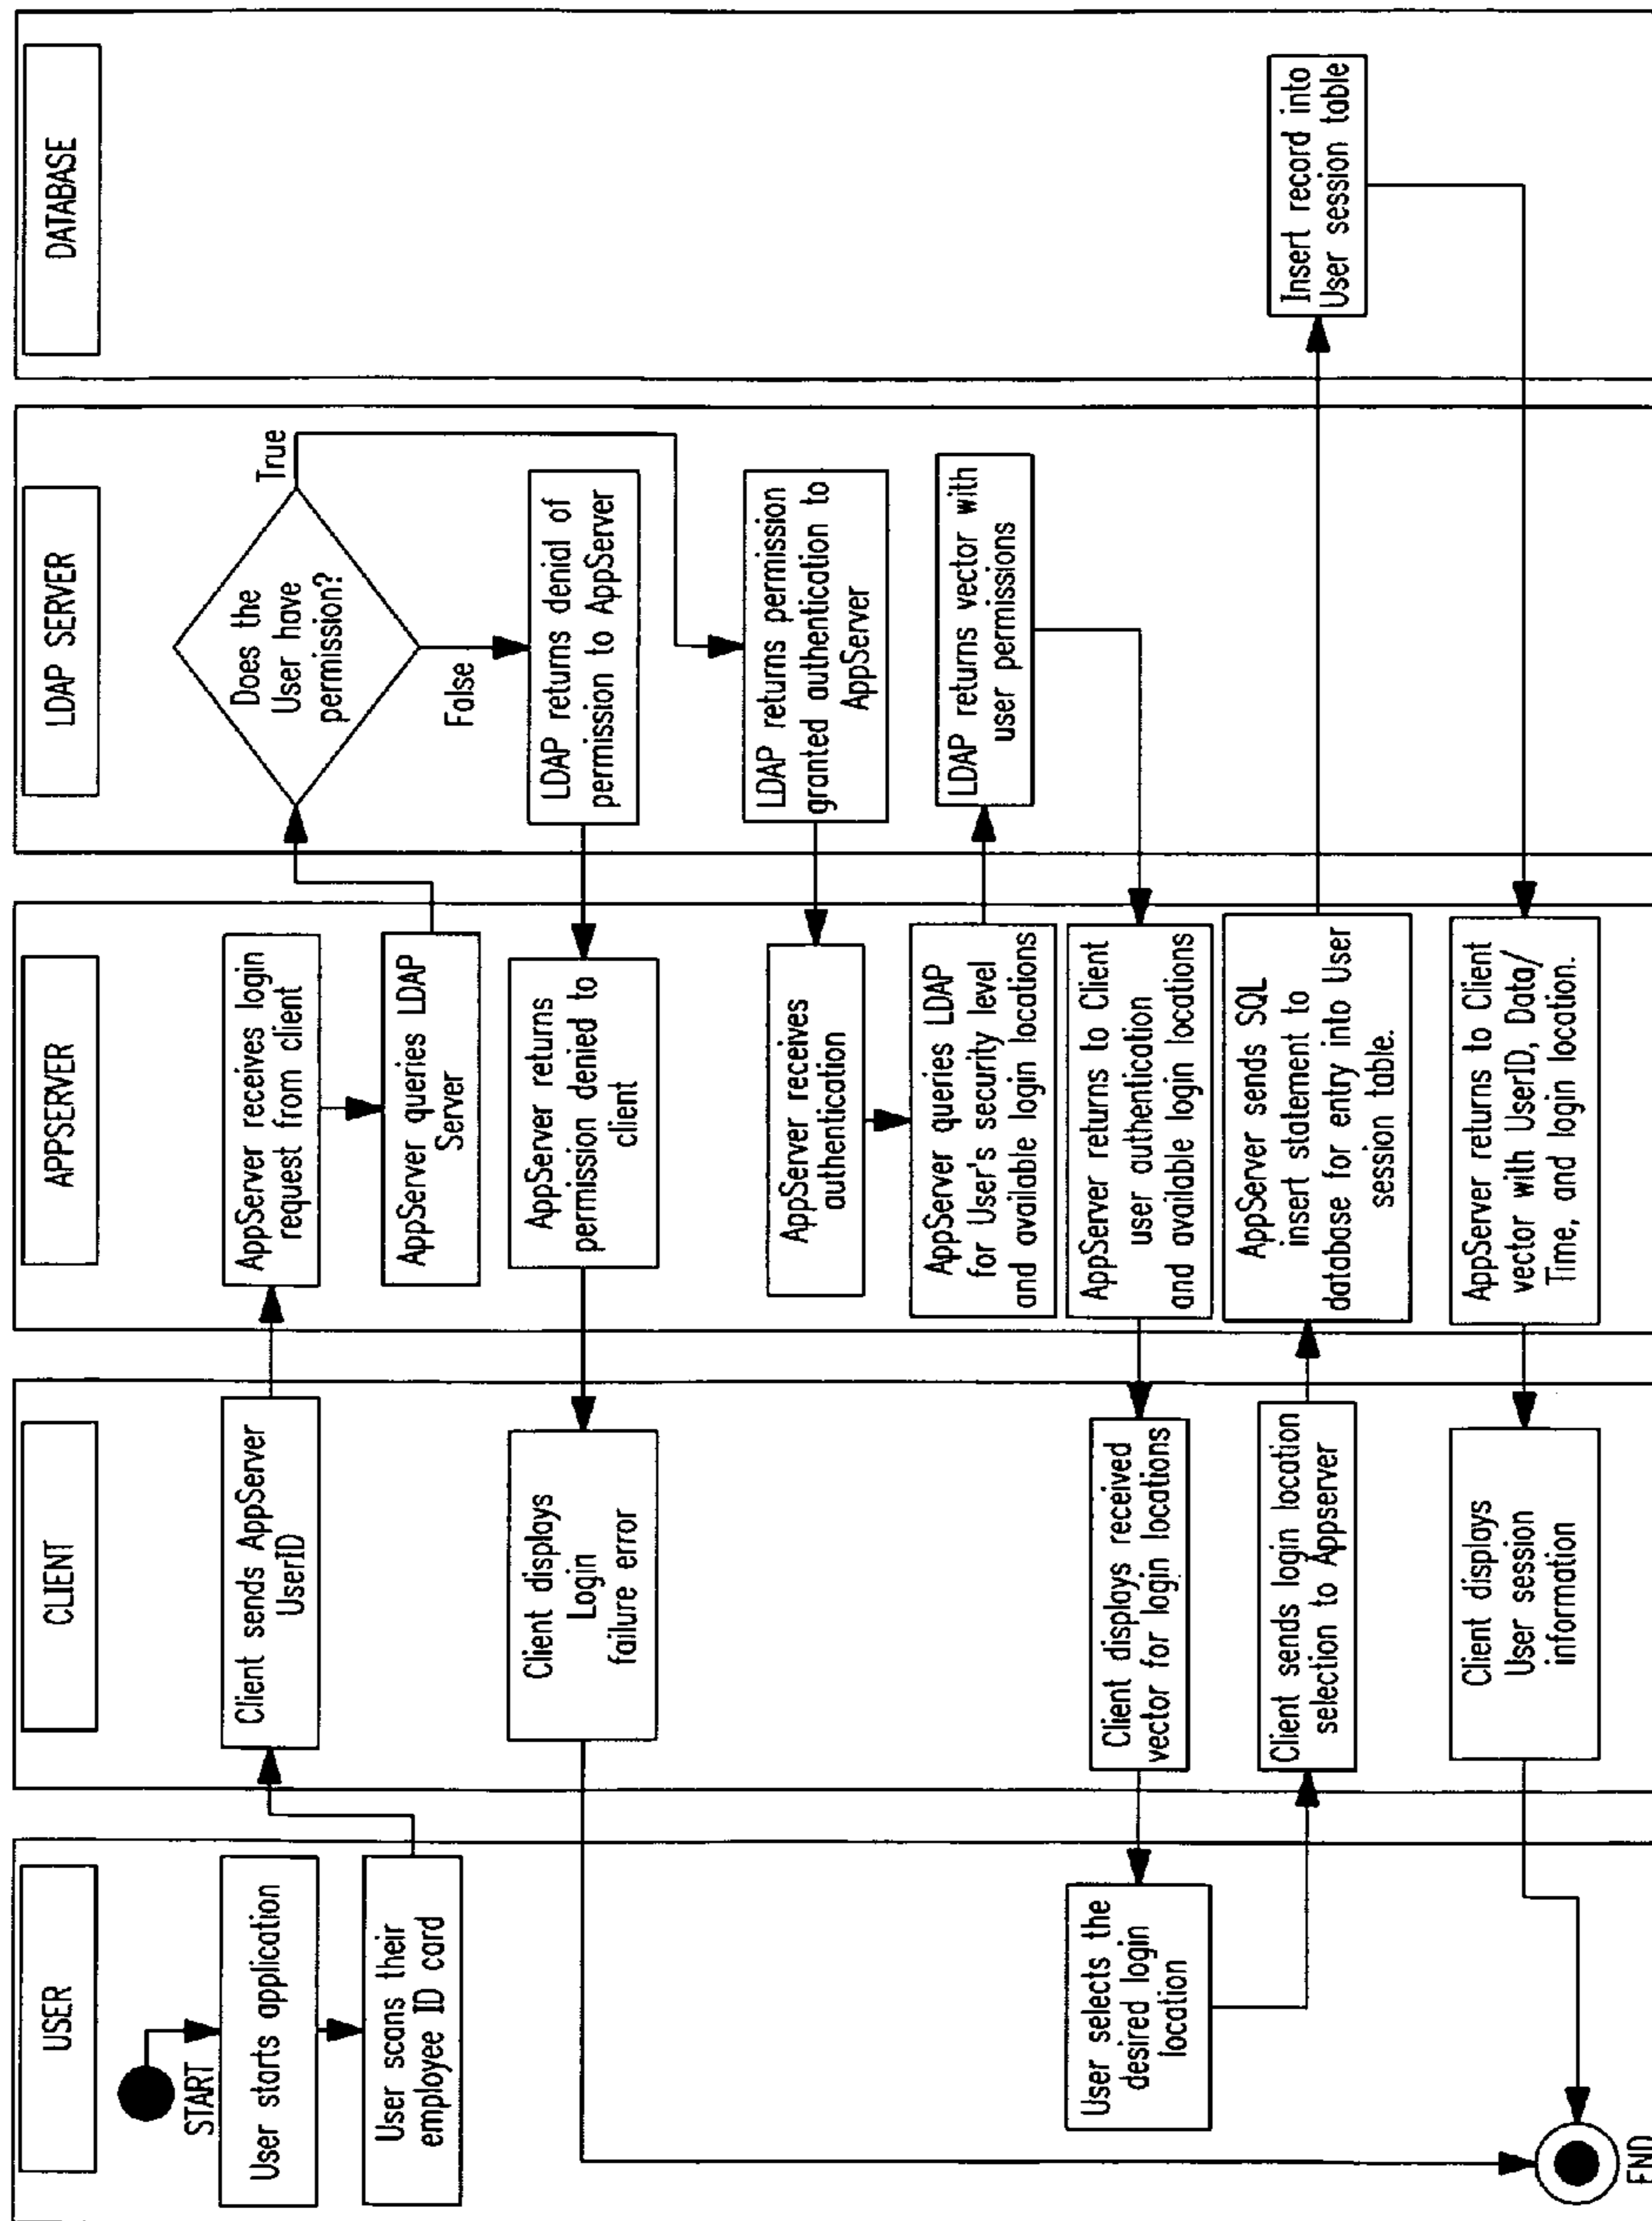 USER
CLIENT
APPSERVER
LDAP SERVER
DATABASE
START
User starts application
User scans their
employee ID card
Client sends AppServer
UserID
AppServer receives login
request from client
AppServer queries LDAP
Server
Does the
User have
permission?
True
False
LDAP returns denial of
permission to AppServer
AppServer returns
permission denied to
client
Client displays
Login
failure error
LDAP returns permission
granted authentication to
AppServer
AppServer receives
authentication
AppServer queries LDAP
for User's security level
and available login locations
LDAP returns vector with
user permissions
AppServer returns to Client
user authentication
and available login locations
Client displays received
vector for login locations
User selects the
desired login
location
Client sends login location
selection to Appserver
AppServer sends SQL
insert statement to
database for entry into User
session table.
Insert record into
User session table
AppServer returns to Client
vector with UserID, Data/
Time, and login location.
Client displays
User session
information
END